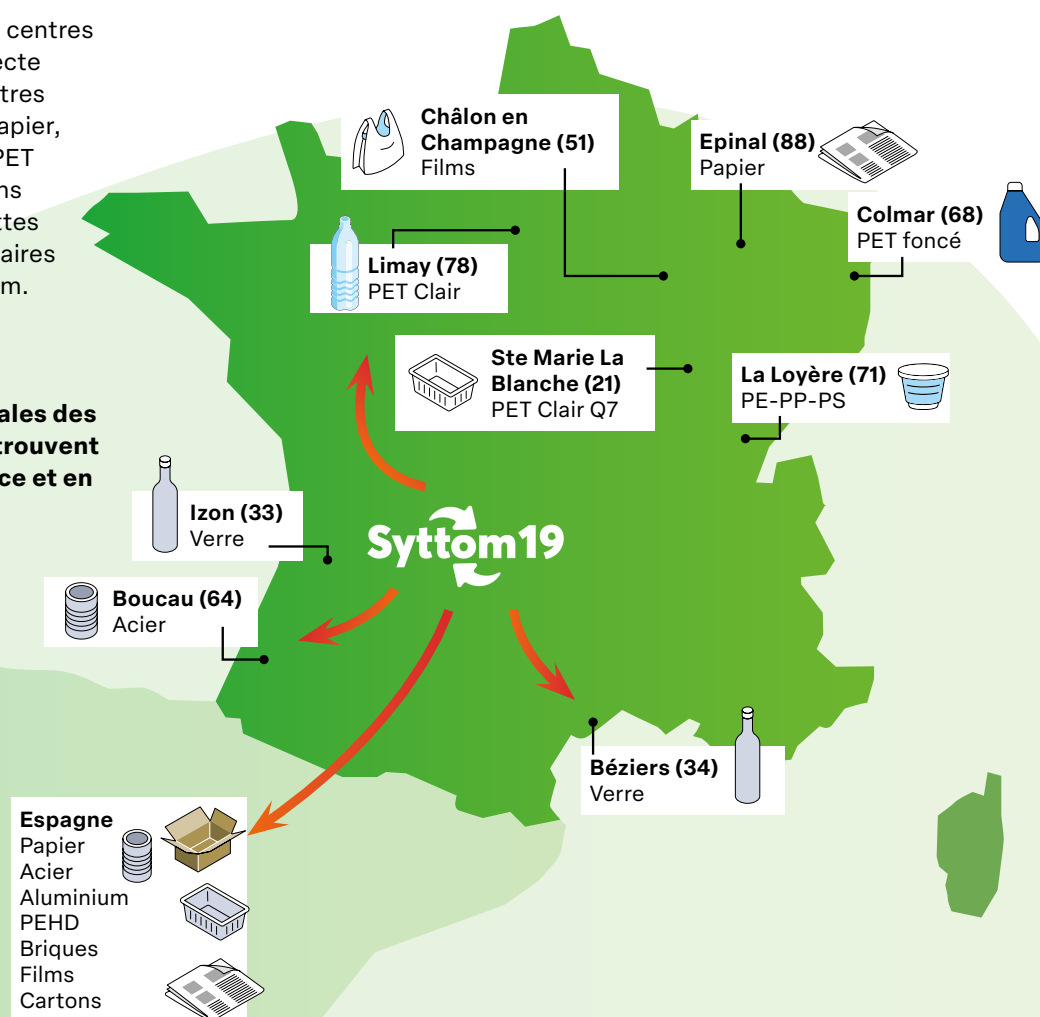 centres
ecte
tres
apier,
PET
ns
ttes
aires
m.
ales des
trouvent
ce et en
Châlon en
Champagne (51)
Films
Epinal (88)
Papier
Colmar (68)
PET foncé
Limay (78)
PET Clair
Ste Marie La
Blanche (21)
PET Clair Q7
La Loyère (71)
PE-PP-PS
Izon (33)
Verre
Syttom19
Boucau (64)
Acier
Béziers (34)
Verre
Espagne
Papier
Acier
Aluminium
PEHD
Briques
Films
Cartons